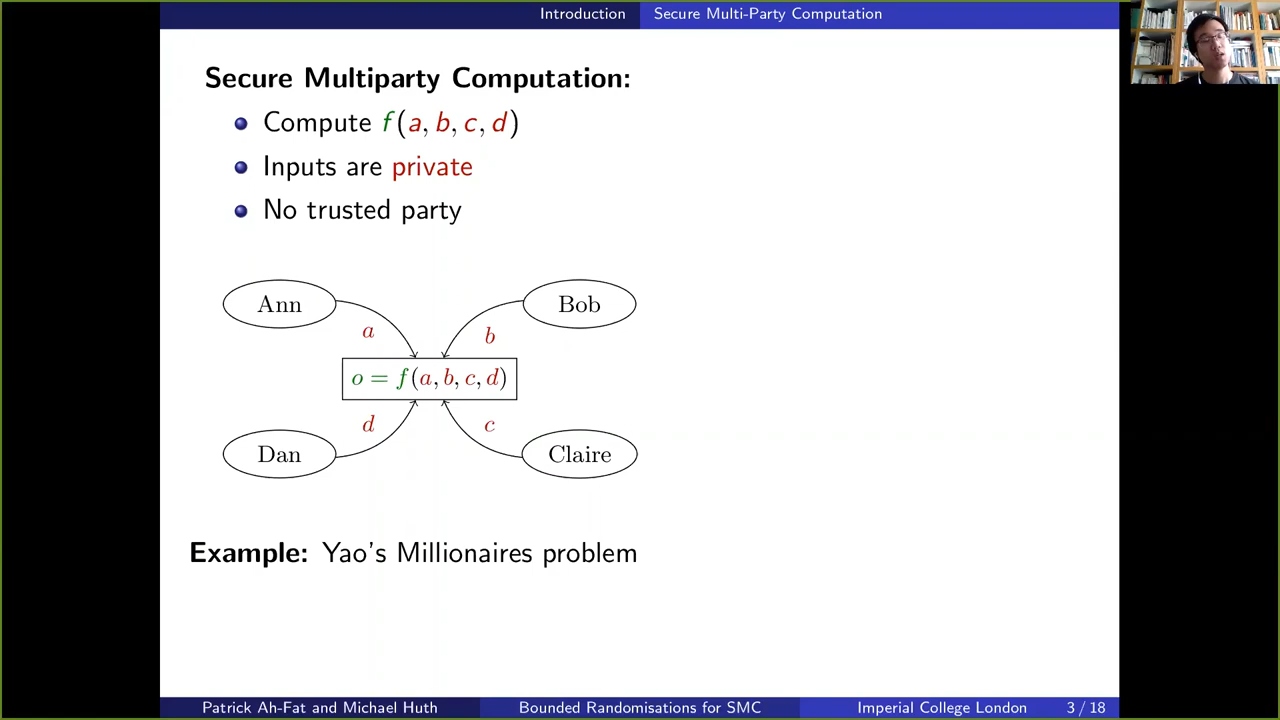 Introduction Secure Multi-Party Computation
Secure Multiparty Computation:
Compute f(a, b, c, d)
Inputs are private
No trusted party
Ann
Bob
a
b
o = f(a, b, c, d)
d
c
Dan
Claire
Example: Yao's Millionaires problem
Patrick Ah-Fat and Michael Huth Bounded Randomisations for SMC Imperial College London 3 / 18